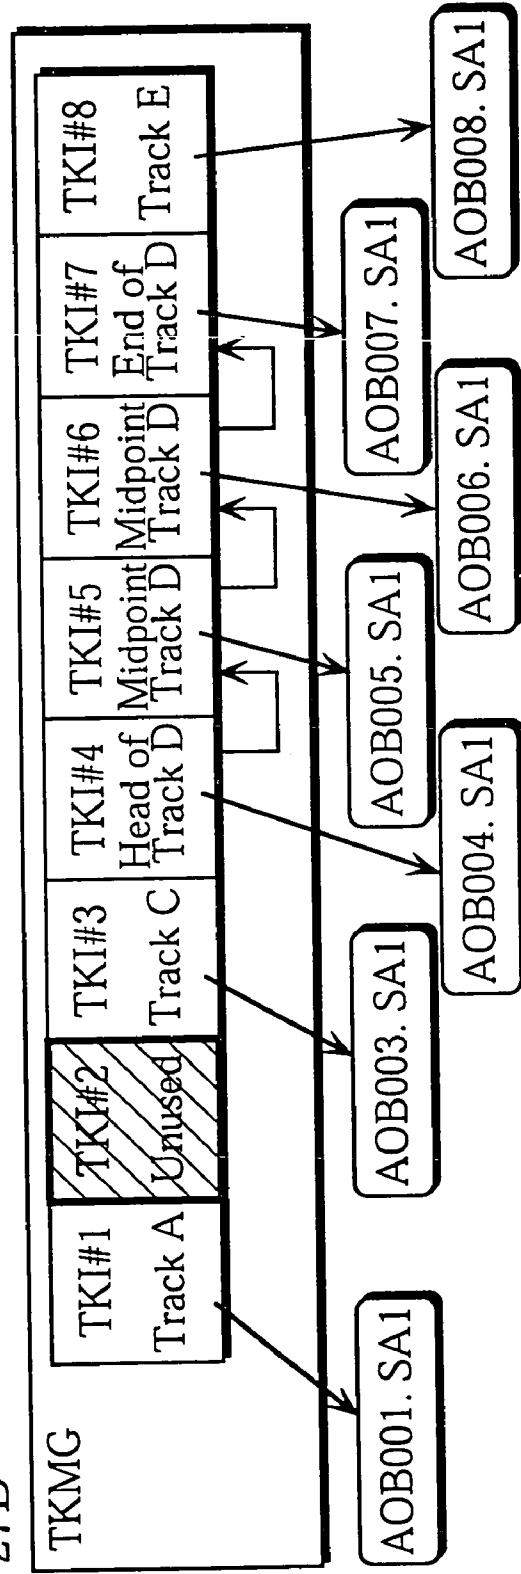 TKMG
TKI#1
Track A
TKI#2
Unused
TKI#3
Track C
TKI#4
Head of
Track D
TKI#5
Midpoint
Track D
TKI#6
Midpoint
Track D
TKI#7
End of
Track D
TKI#8
Track E
AOB001. SA1
AOB003. SA1
AOB004. SA1
AOB005. SA1
AOB006. SA1
AOB007. SA1
AOB008. SA1